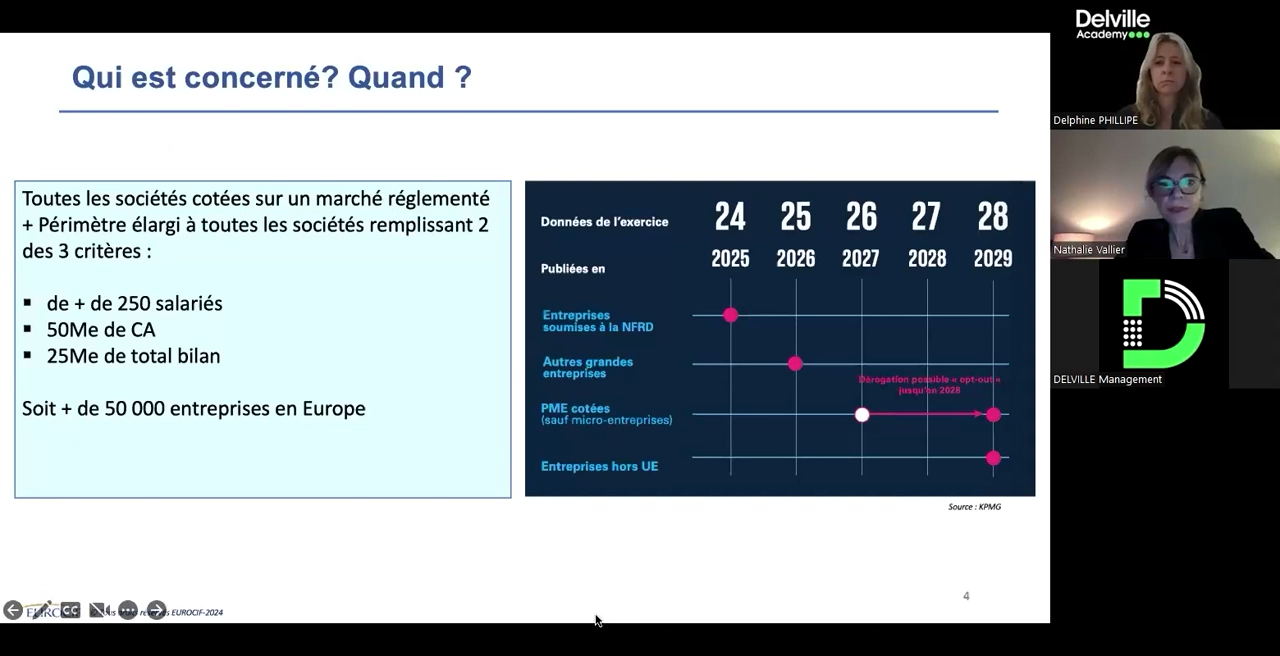 Qui est concerné? Quand ?
Toutes les sociétés cotées sur un marché réglementé
+ Périmètre élargi à toutes les sociétés remplissant 2
des 3 critères :
▪ de + de 250 salariés
▪ 50Me de CA
▪ 25Me de total bilan
Soit + de 50 000 entreprises en Europe
Données de l'exercice 24 25 26 27 28
Publiées en 2025 2026 2027 2028 2029
Entreprises
soumises à la NFRD
Autres grandes
entreprises
Dérogation possible « opt-out »
jusqu'en 2028
PME cotées
(sauf micro-entreprises)
Entreprises hors UE
Source : KPMG
4
CC
EUROCIF-2024
Delville
Academy
Delphine PHILLIPE
Nathalie Vallier
DELVILLE Management